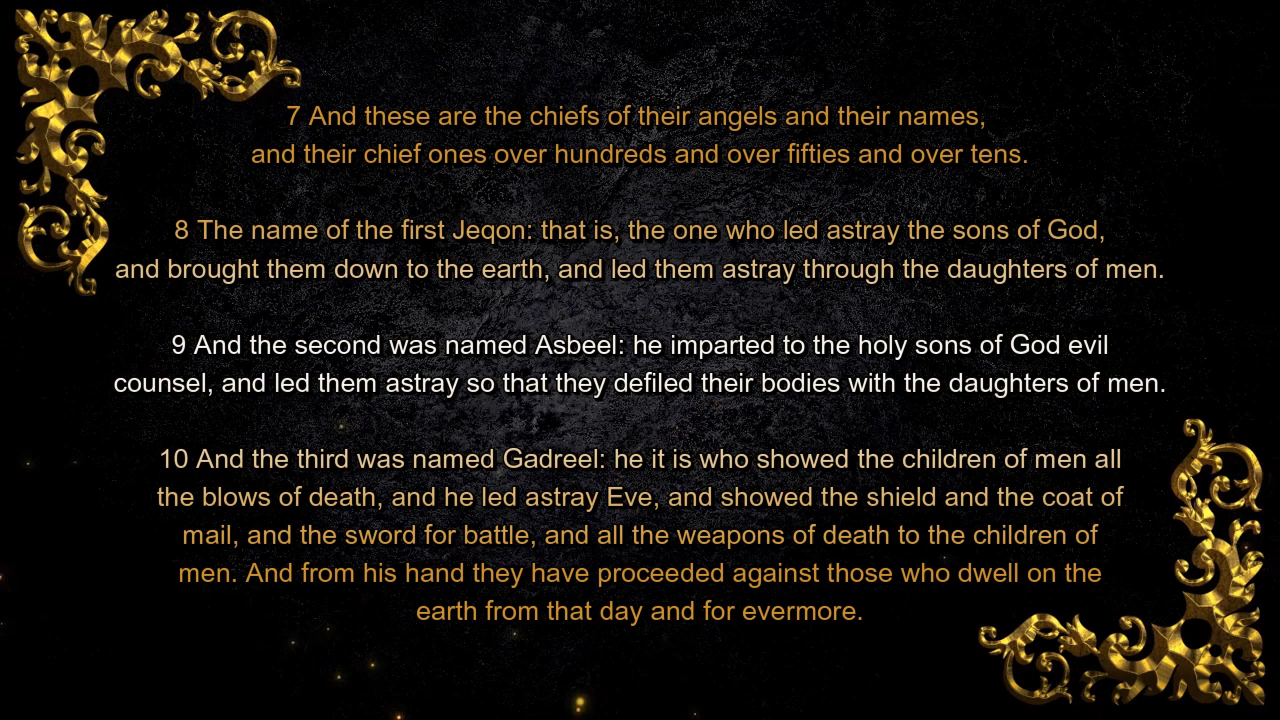 7 And these are the chiefs of their angels and their names,
and their chief ones over hundreds and over fifties and over tens.
8 The name of the first Jeqon: that is, the one who led astray the sons of God,
and brought them down to the earth, and led them astray through the daughters of men.
9 And the second was named Asbeel: he imparted to the holy sons of God evil
counsel, and led them astray so that they defiled their bodies with the daughters of men.
10 And the third was named Gadreel: he it is who showed the children of men all
the blows of death, and he led astray Eve, and showed the shield and the coat of
mail, and the sword for battle, and all the weapons of death to the children of
men. And from his hand they have proceeded against those who dwell on the
earth from that day and for evermore.